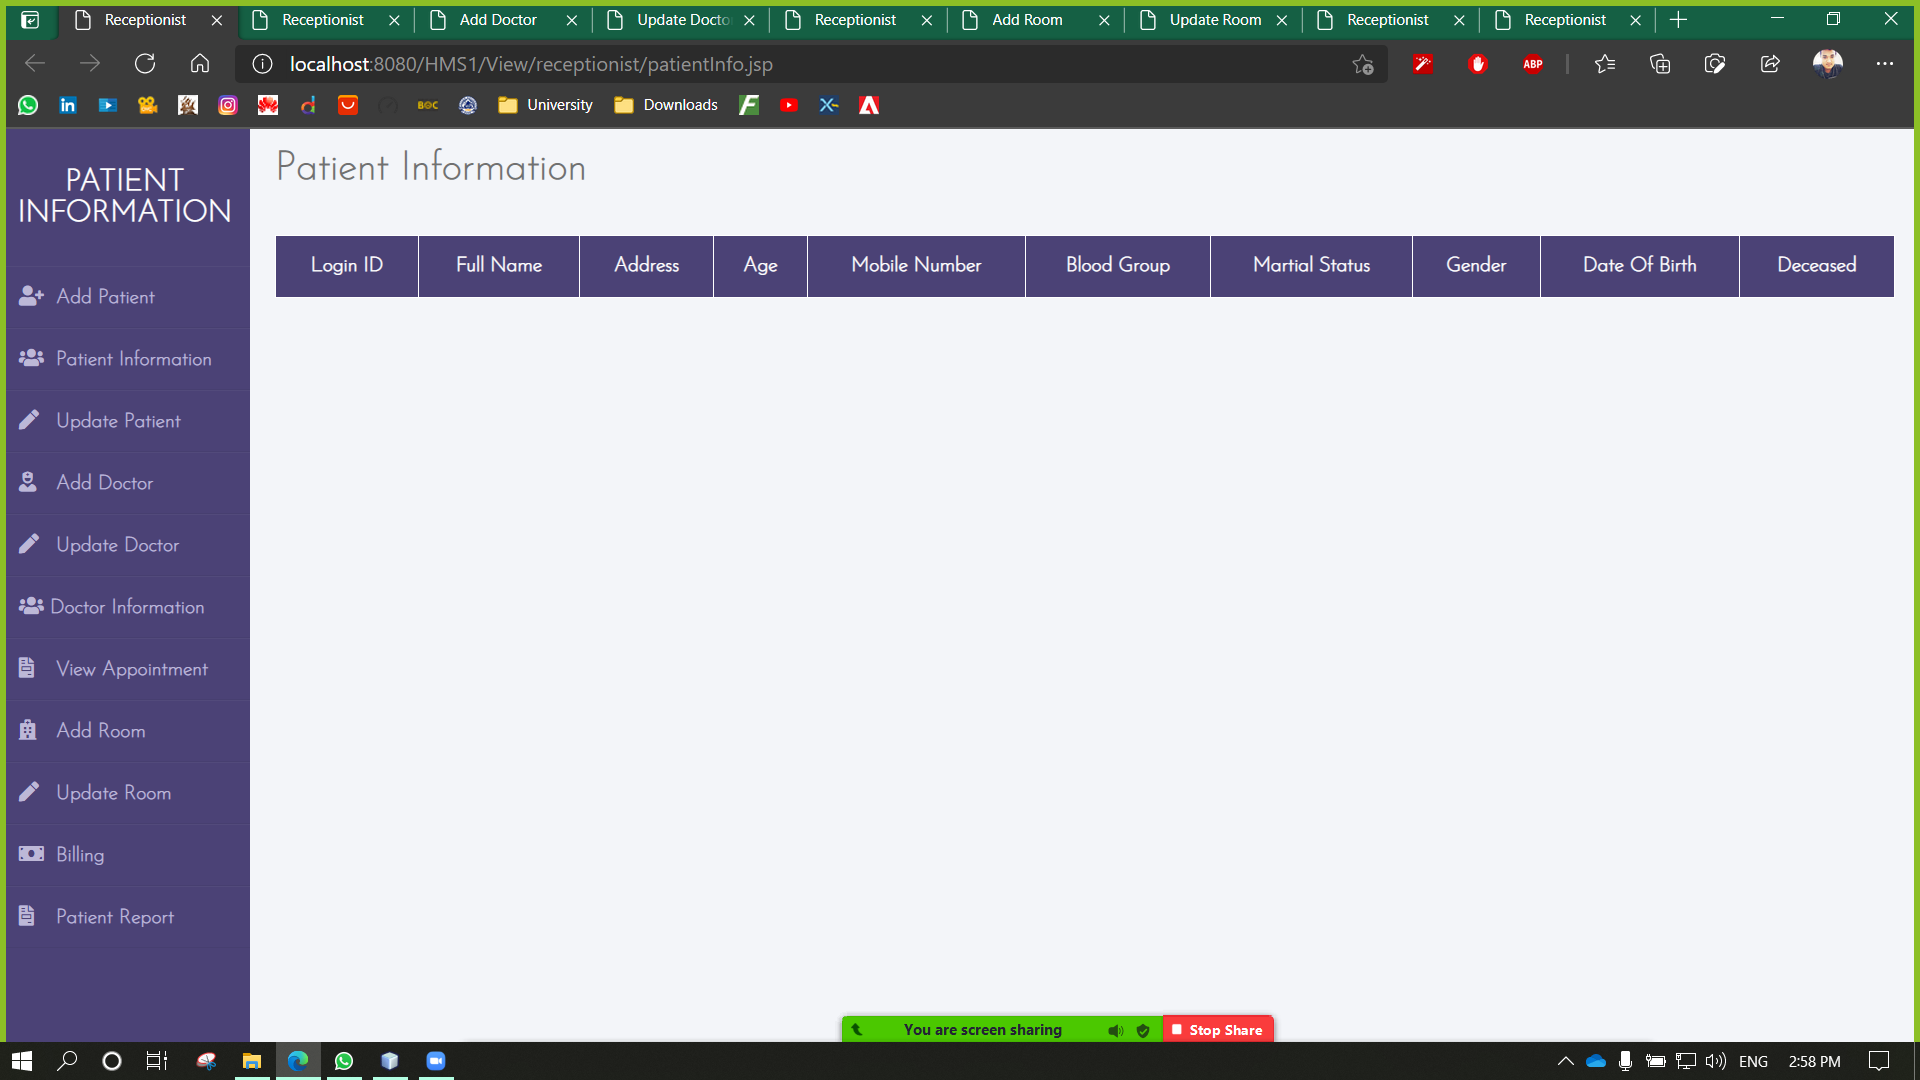 Receptionist
Receptionist
Add Doctor
Update Docto
Receptionist
Add Room
Update Room
Receptionist
Receptionist
localhost:8080/HMS1/View/receptionist/patientInfo.jsp
ABP
BOC
University
Downloads
PATIENT
INFORMATION
Add Patient
Patient Information
Update Patient
Add Doctor
Update Doctor
Doctor Information
View Appointment
Add Room
Update Room
Billing
Patient Report
Patient Information
Login ID Full Name Address Age Mobile Number Blood Group Martial Status Gender Date Of Birth Deceased
You are screen sharing
Stop Share
ENG
2:58 PM